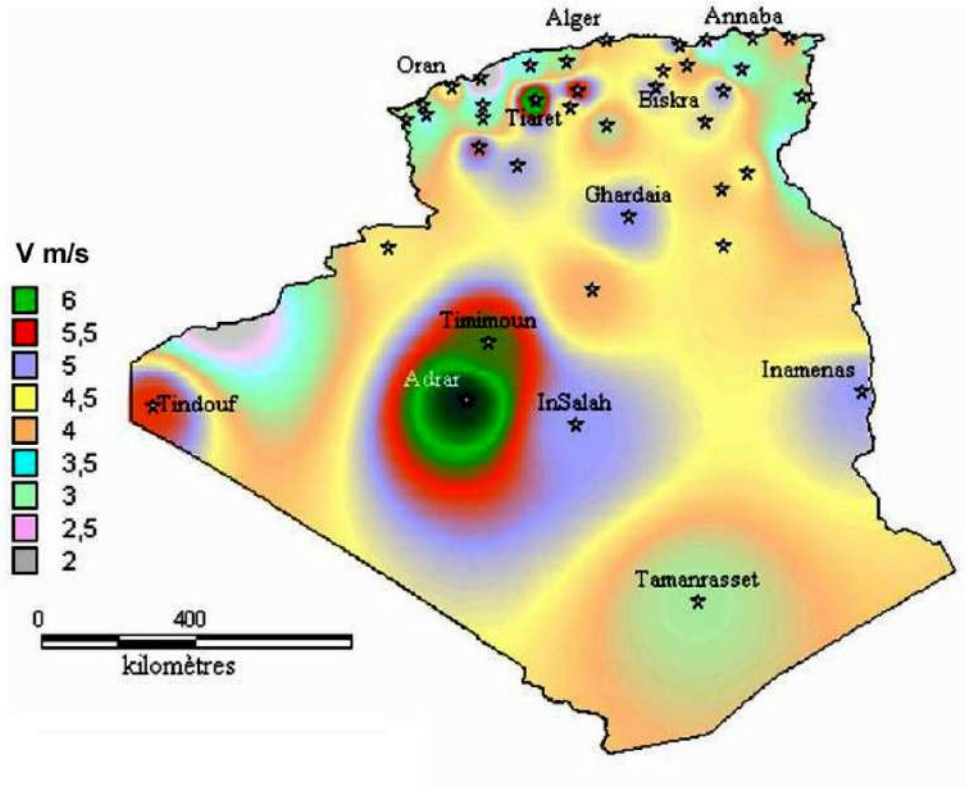 Alger
Annaba
Oran
Biskra
Tiaret
Ghardaia
V m/s
6
5,5
5
4,5
4
3,5
3
2,5
2
Timimoun
Adrar
Inamenas
Tindouf
InSalah
Tamanrasset
0 400
kilomètres